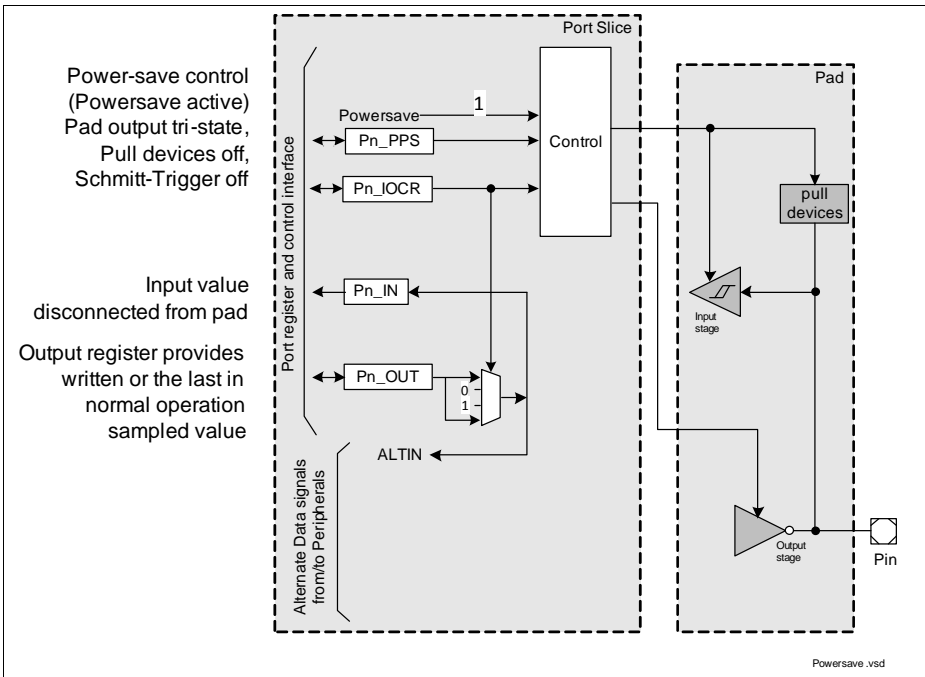 Port Slice
Pad
Power-save control
(Powersave active)
Pad output tri-state,
Pull devices off,
Schmitt-Trigger off
Input value
disconnected from pad
Output register provides
written or the last in
normal operation
sampled value
Port register and control interface
Alternate Data signals
from/to Peripherals
Powersave
1
Pn_PPS
Pn_IOCR
Pn_IN
Pn_OUT
0
1
ALTIN
Control
pull
devices
Input
stage
Output
stage
Pin
Powersave .vsd